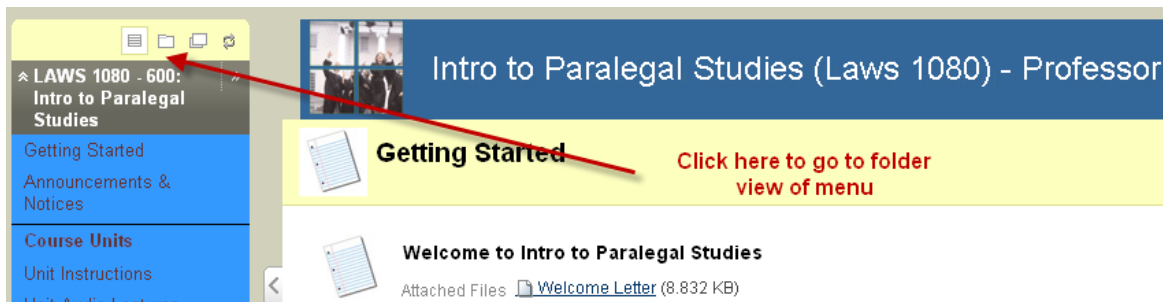 LAWS 1080 - 600:
Intro to Paralegal
Studies
Getting Started
Announcements &
Notices
Course Units
Unit Instructions
Intro to Paralegal Studies (Laws 1080) - Professor
Getting Started
Click here to go to folder
view of menu
Welcome to Intro to Paralegal Studies
Attached Files Welcome Letter (8.832 KB)